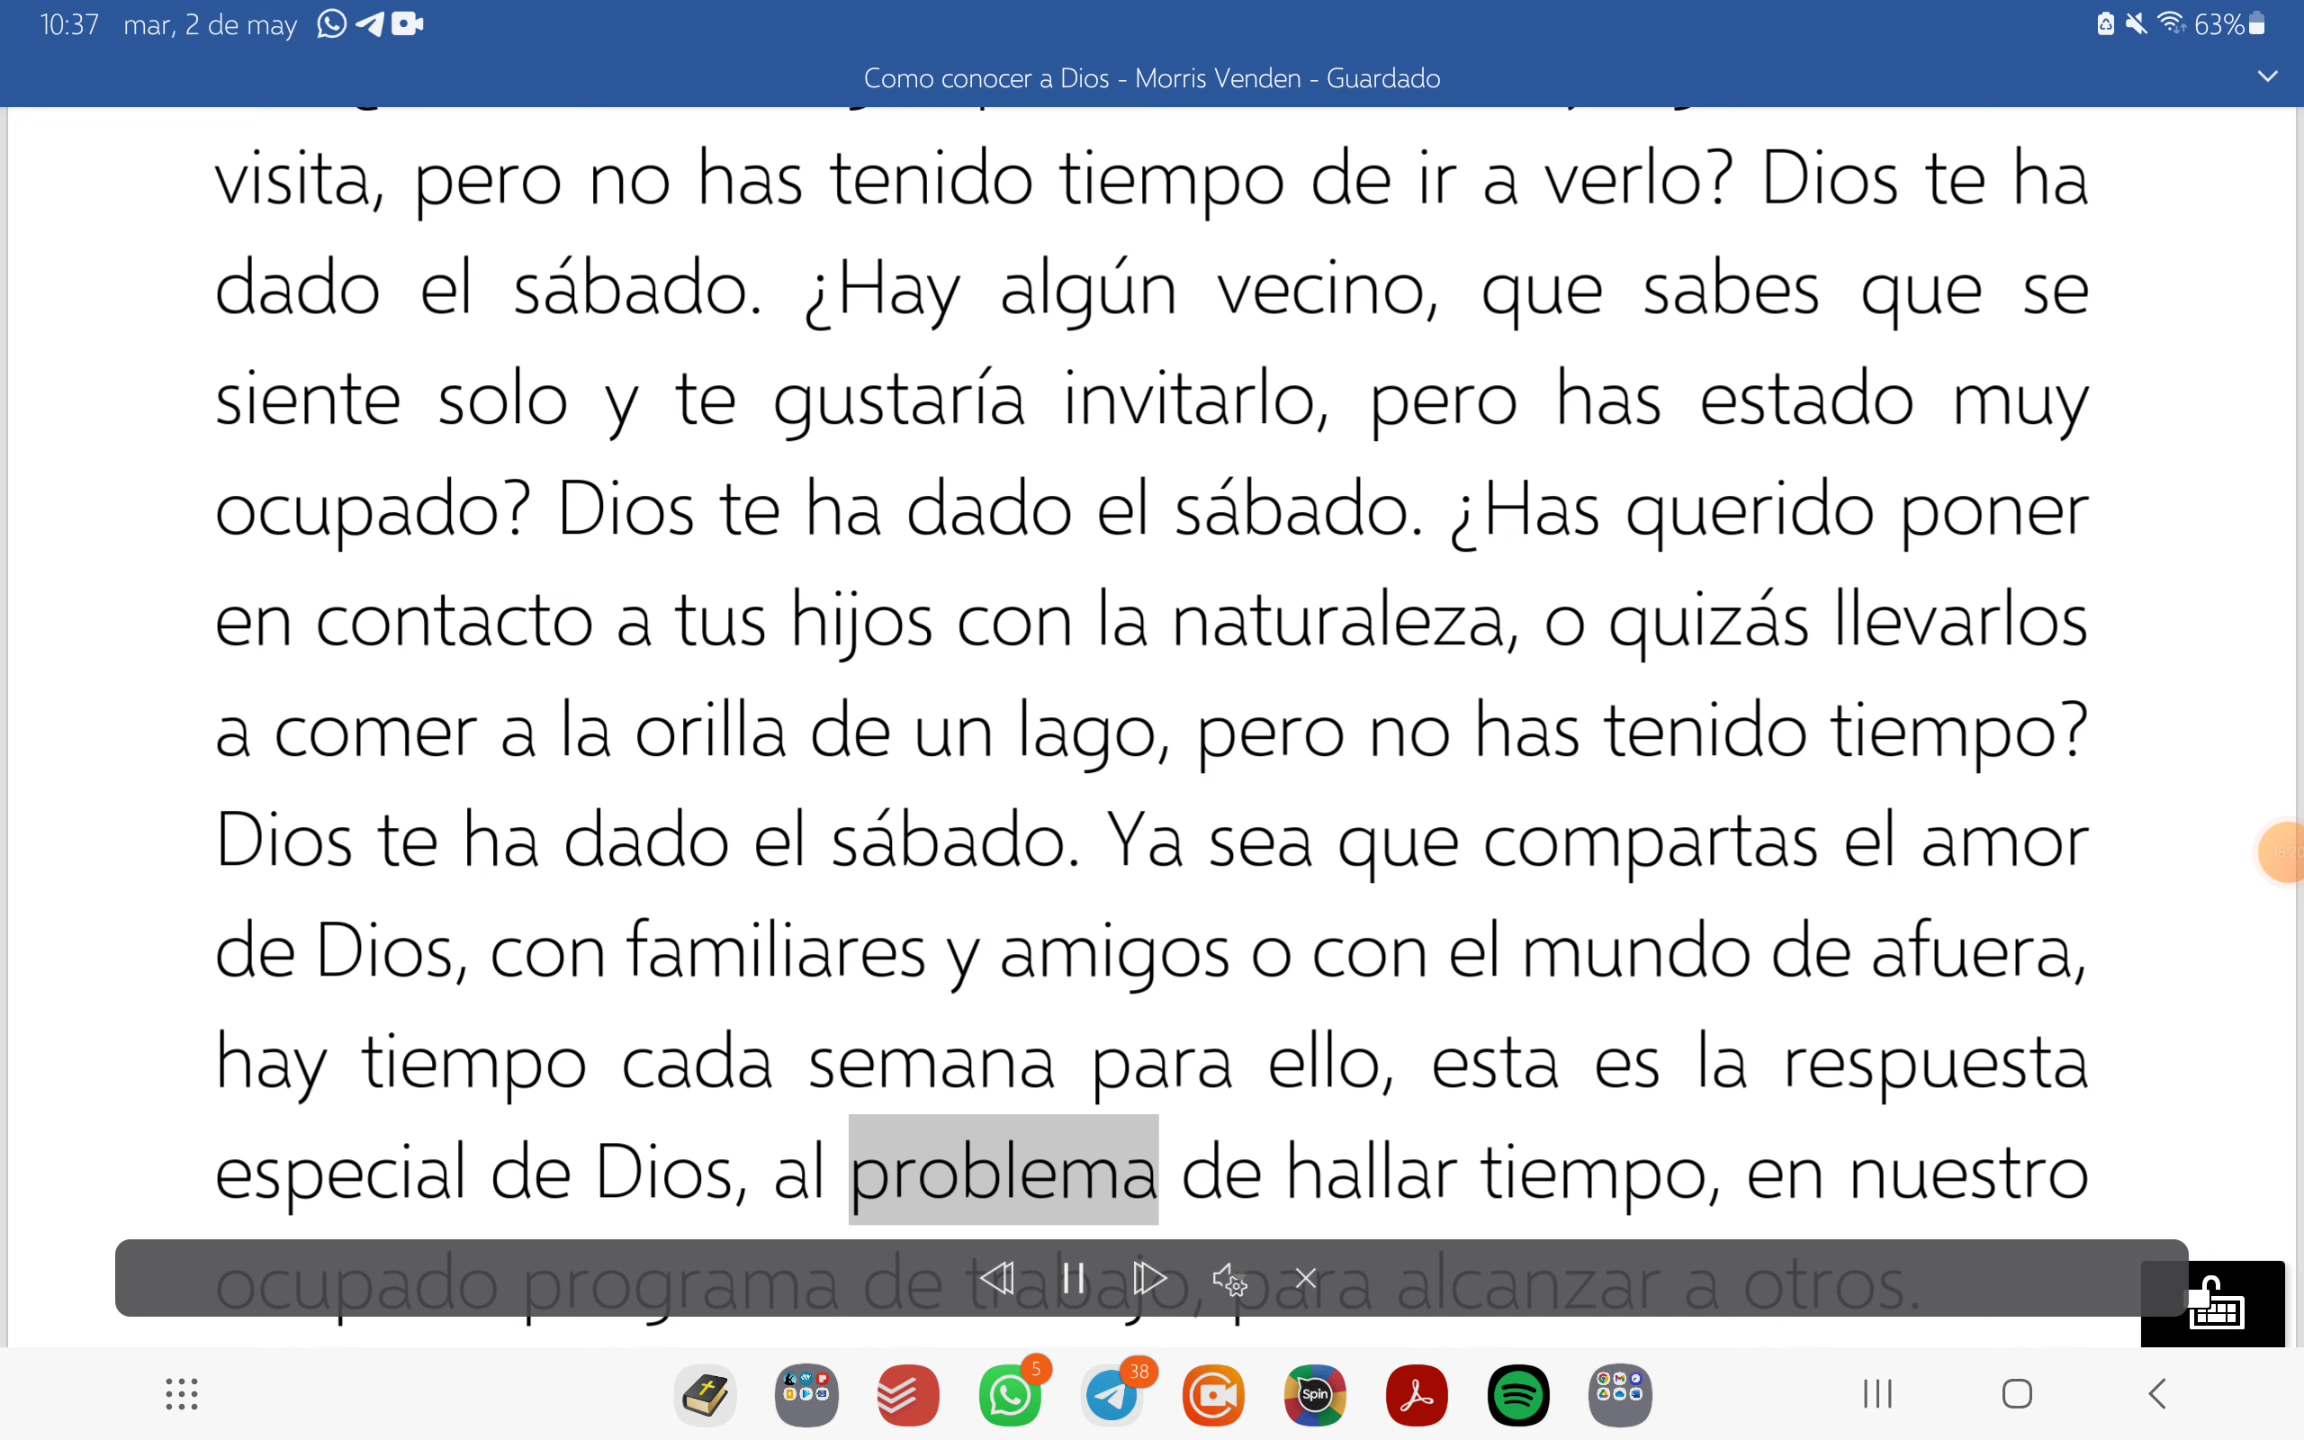 10:37 mar, 2 de may 63%
Como conocer a Dios - Morris Venden - Guardado
visita, pero no has tenido tiempo de ir a verlo? Dios te ha
dado el sábado. ¿Hay algún vecino, que sabes que se
siente solo y te gustaría invitarlo, pero has estado muy
ocupado? Dios te ha dado el sábado. ¿Has querido poner
en contacto a tus hijos con la naturaleza, o quizás llevarlos
a comer a la orilla de un lago, pero no has tenido tiempo?
Dios te ha dado el sábado. Ya sea que compartas el amor
de Dios, con familiares y amigos o con el mundo de afuera,
hay tiempo cada semana para ello, esta es la respuesta
especial de Dios, al problema de hallar tiempo, en nuestro
ocupado programa de trabajo, para alcanzar a otros.
5 38
Spin